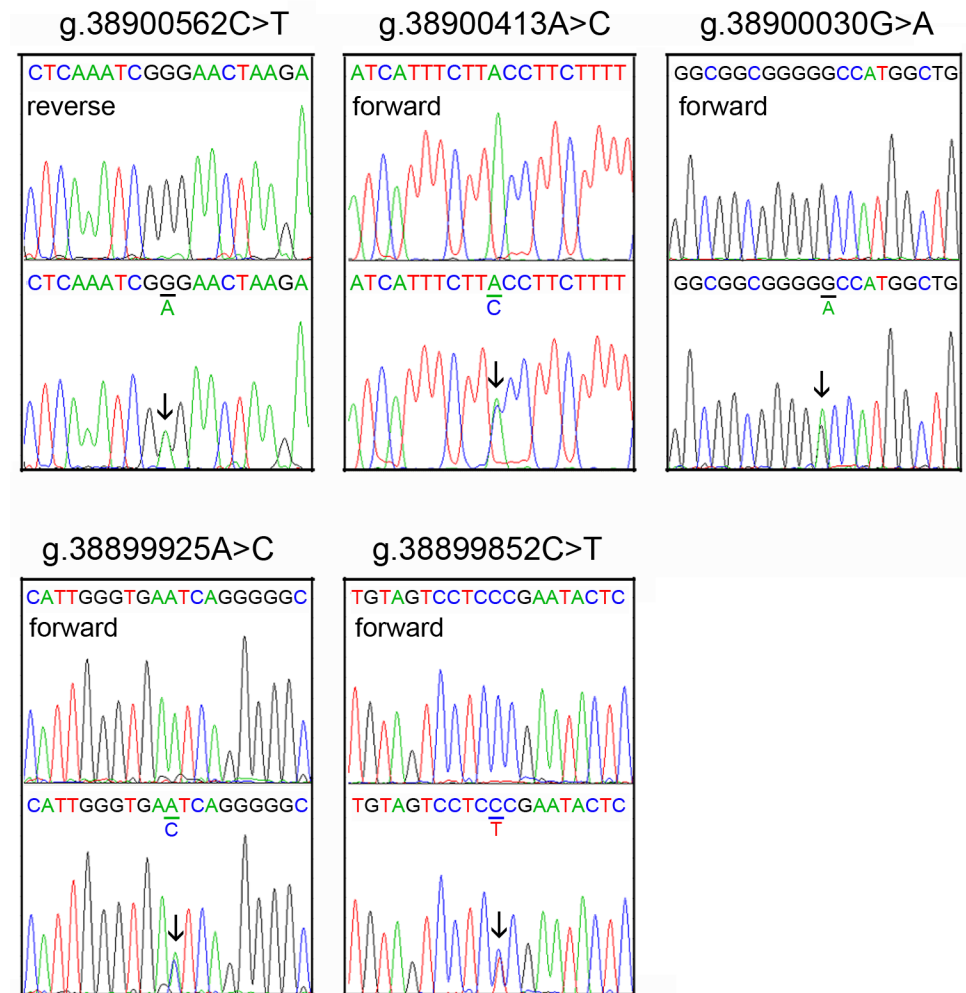 g.38900562C>T
CTCAAATCGGGAACTAAGA
reverse
CTCAAATCGGGAACTAAGA
A
g.38900413A>C
ATCATTTCTTACCTTCTTTT
forward
ATCATTTCTTACCTTCTTTT
C
g.38900030G>A
GGCGGCGGGGGCCATGGCTG
forward
GGCGGCGGGGGCCATGGCTG
A
g.38899925A>C
CATTGGGTGAATCAGGGGGC
forward
CATTGGGTGAATCAGGGGGC
C
g.38899852C>T
TGTAGTCCTCCCGAATACTC
forward
TGTAGTCCTCCCGAATACTC
T